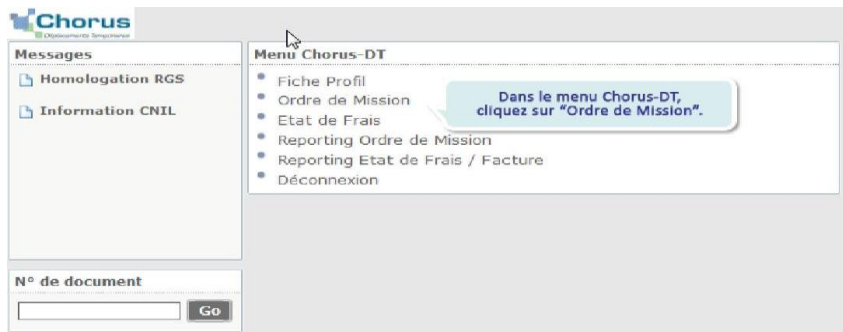 Chorus
Déplacements Temporaires
Messages
Homologation RGS
Information CNIL
N° de document
Go
Menu Chorus-DT
Fiche Profil
Ordre de Mission
Etat de Frais
Reporting Ordre de Mission
Reporting Etat de Frais / Facture
Déconnexion
Dans le menu Chorus-DT,
cliquez sur "Ordre de Mission".